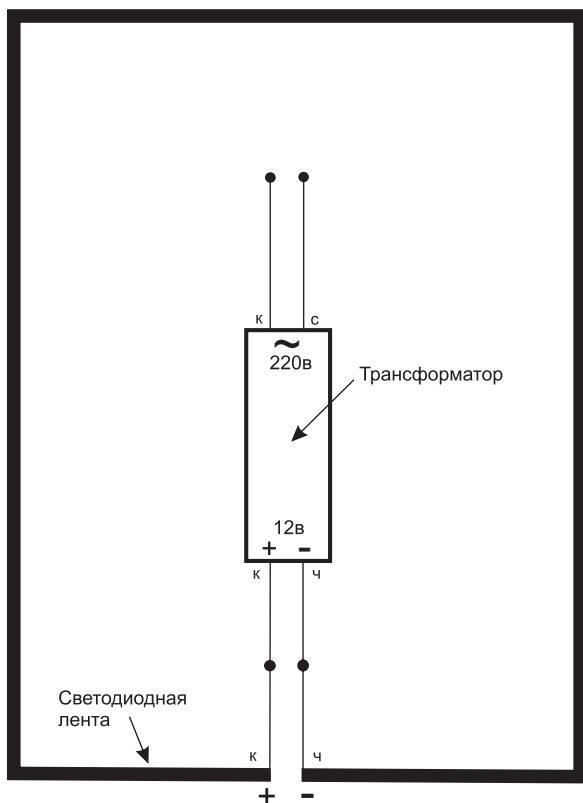 к с
~
220в
Трансформатор
12в
+ -
к ч
Светодиодная
лента
к ч
+ -